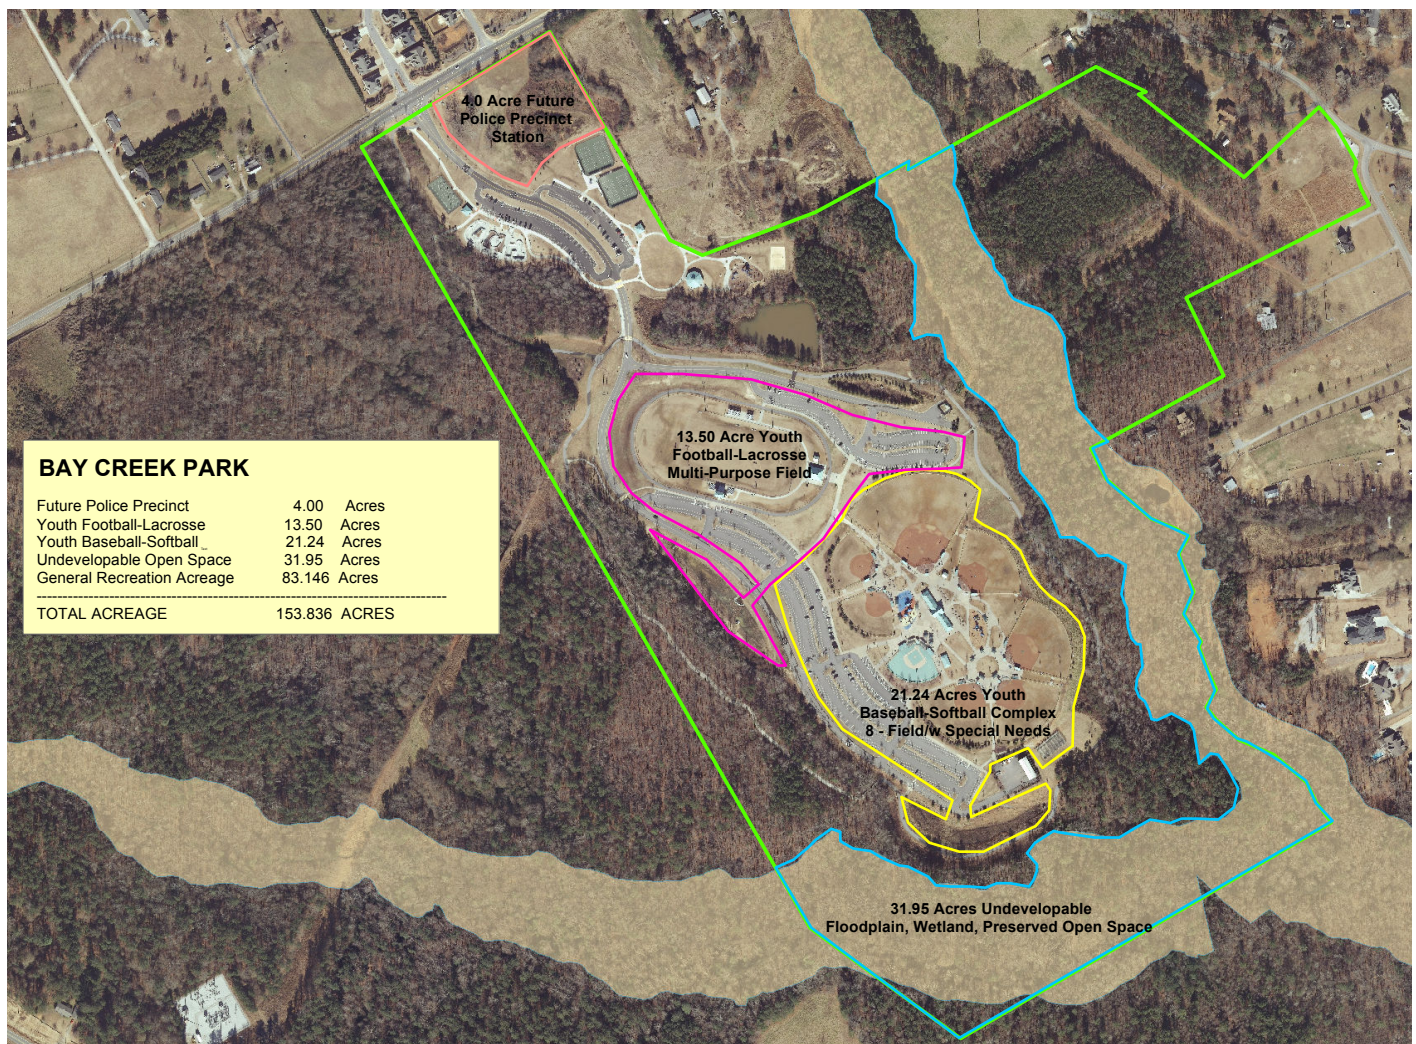 4.0 Acre Future
Police Precinct
Station
13.50 Acre Youth
Football-Lacrosse
Multi-Purpose Field
BAY CREEK PARK
Future Police Precinct 4.00 Acres
Youth Football-Lacrosse 13.50 Acres
Youth Baseball-Softball 21.24 Acres
Undevelopable Open Space 31.95 Acres
General Recreation Acreage 83.146 Acres
--------------------------------------------------------------------------------
TOTAL ACREAGE 153.836 ACRES
21.24 Acres Youth
Baseball-Softball Complex
8 - Field/w Special Needs
31.95 Acres Undevelopable
Floodplain, Wetland, Preserved Open Space